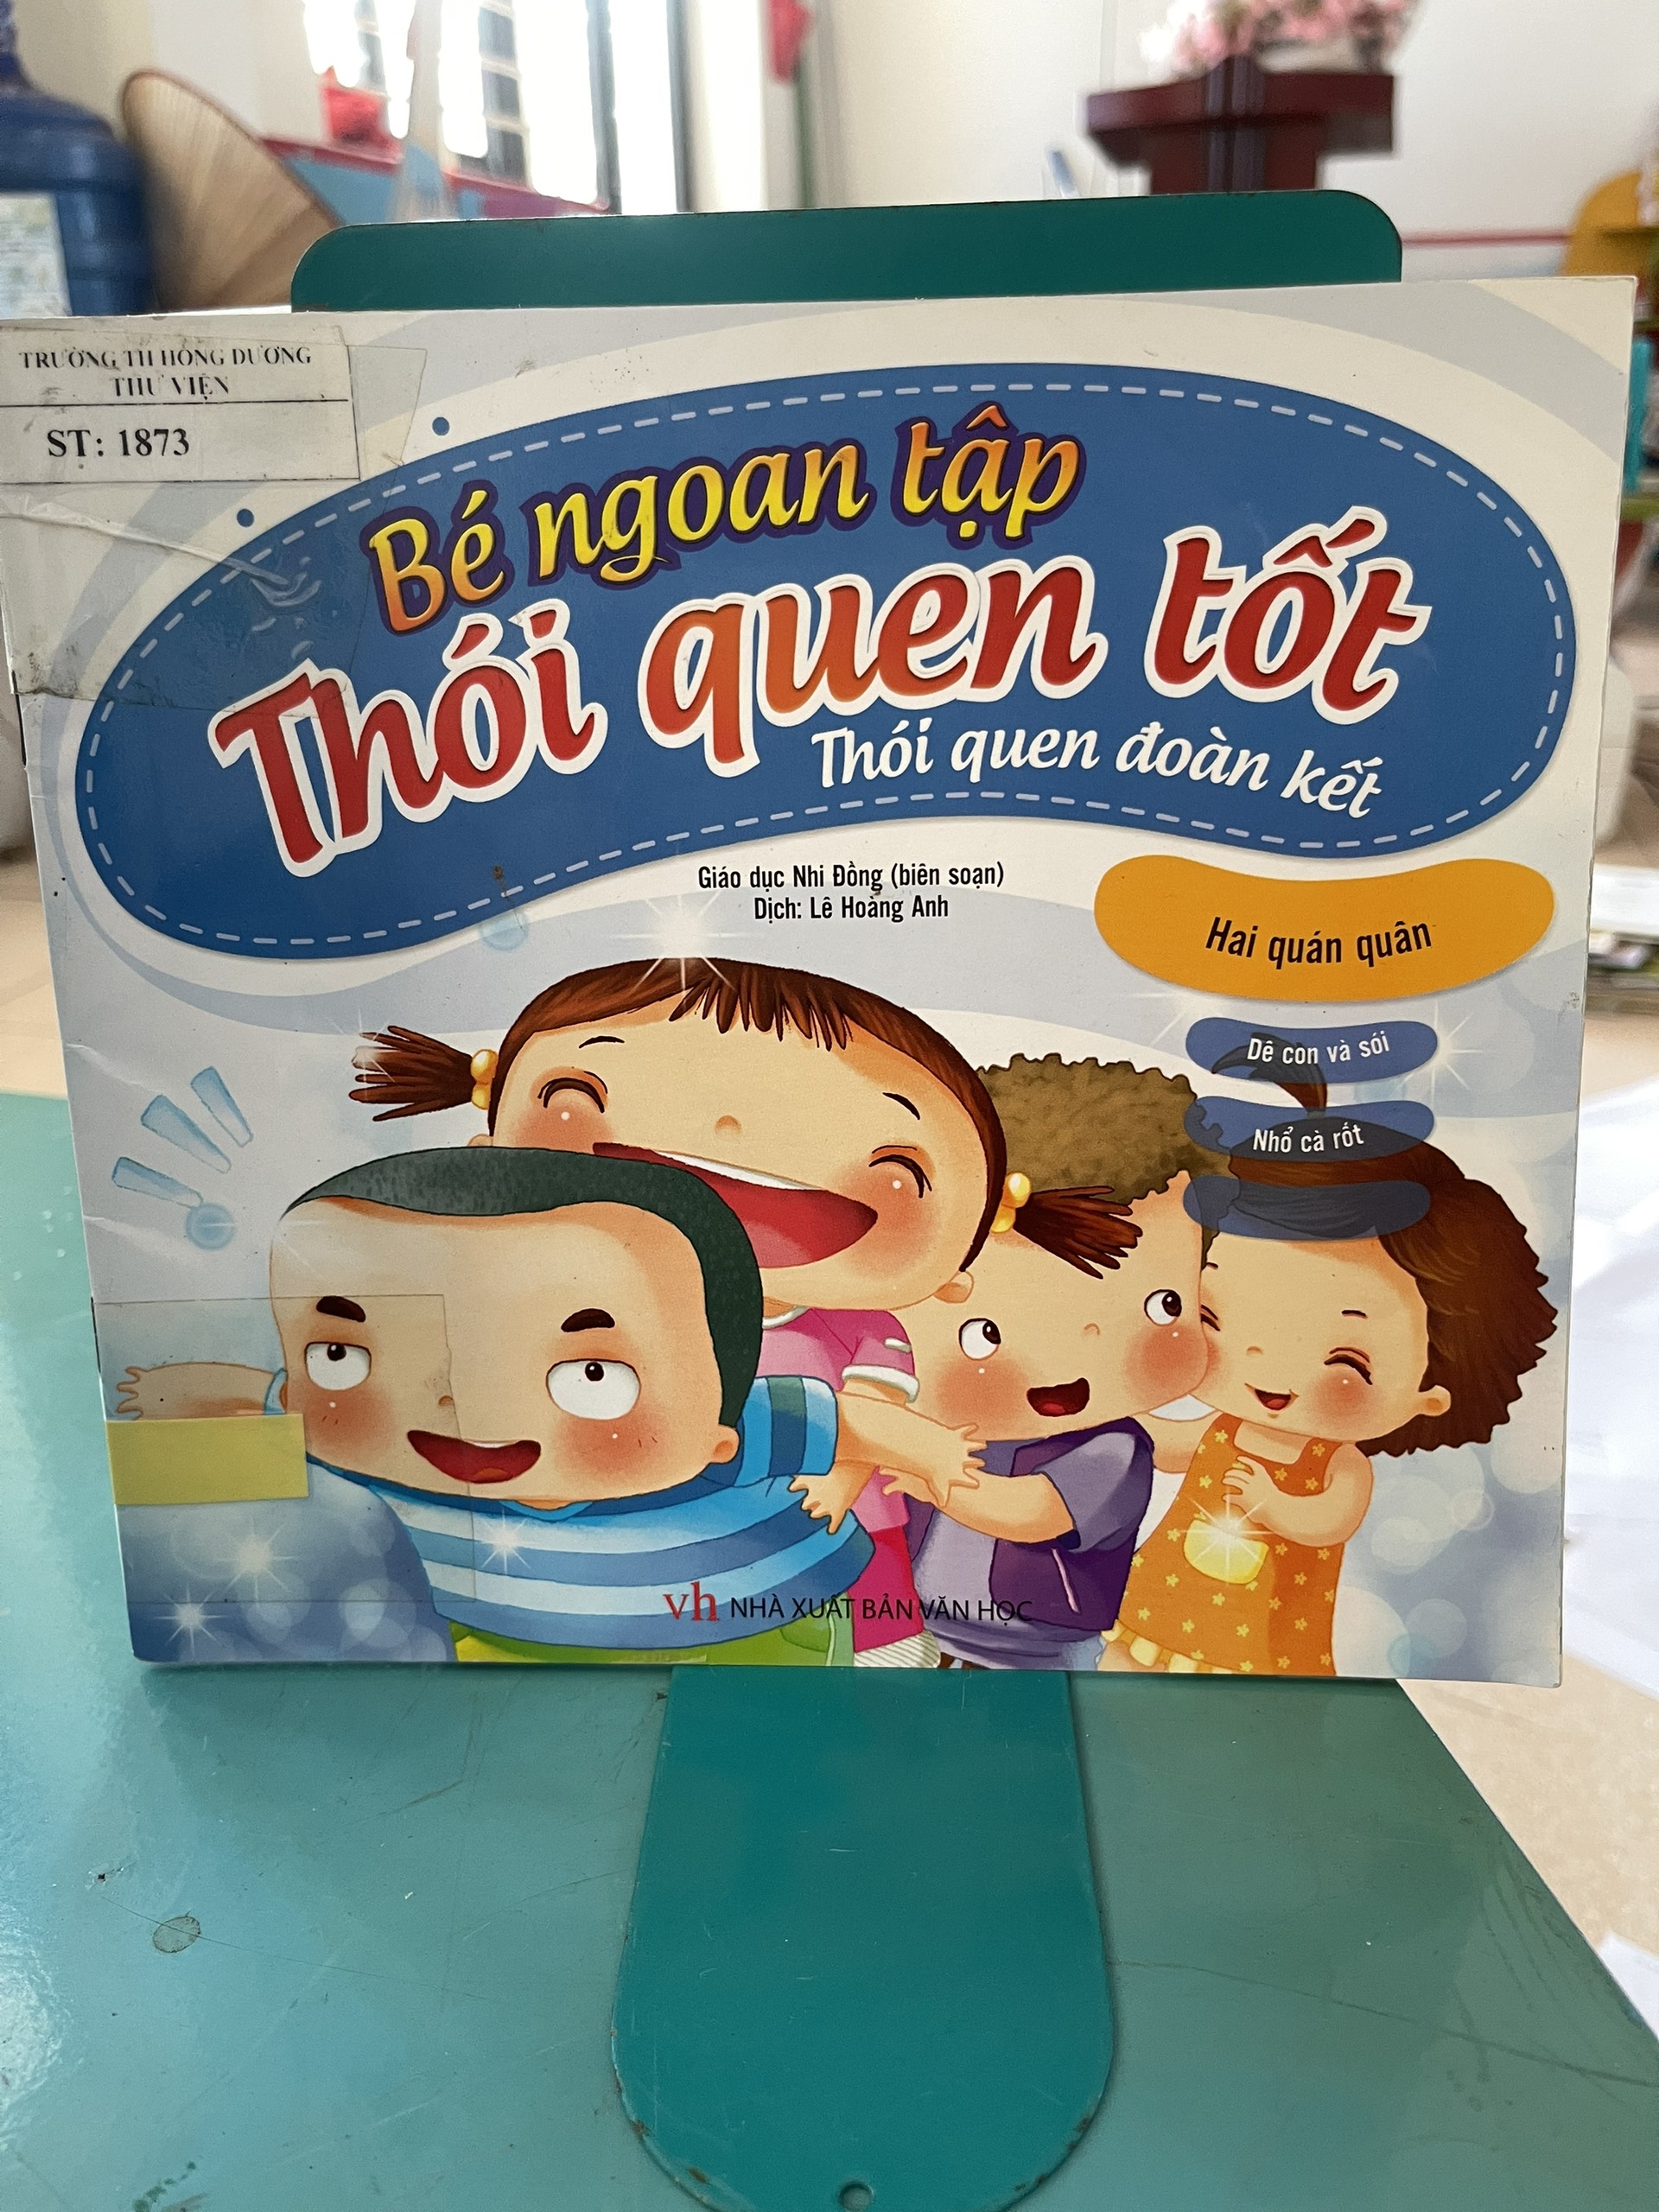 TRƯỜNG TH HỒNG DƯƠNG
THƯ VIỆN
ST: 1873
Bé ngoan tập
Thói quen tốt
Thói quen đoàn kết
Giáo dục Nhi Đồng (biên soạn)
Dịch: Lê Hoàng Anh
Hai quán quân
Dê con và sói
Nhổ cà rốt
vh NHÀ XUẤT BẢN VĂN HỌC